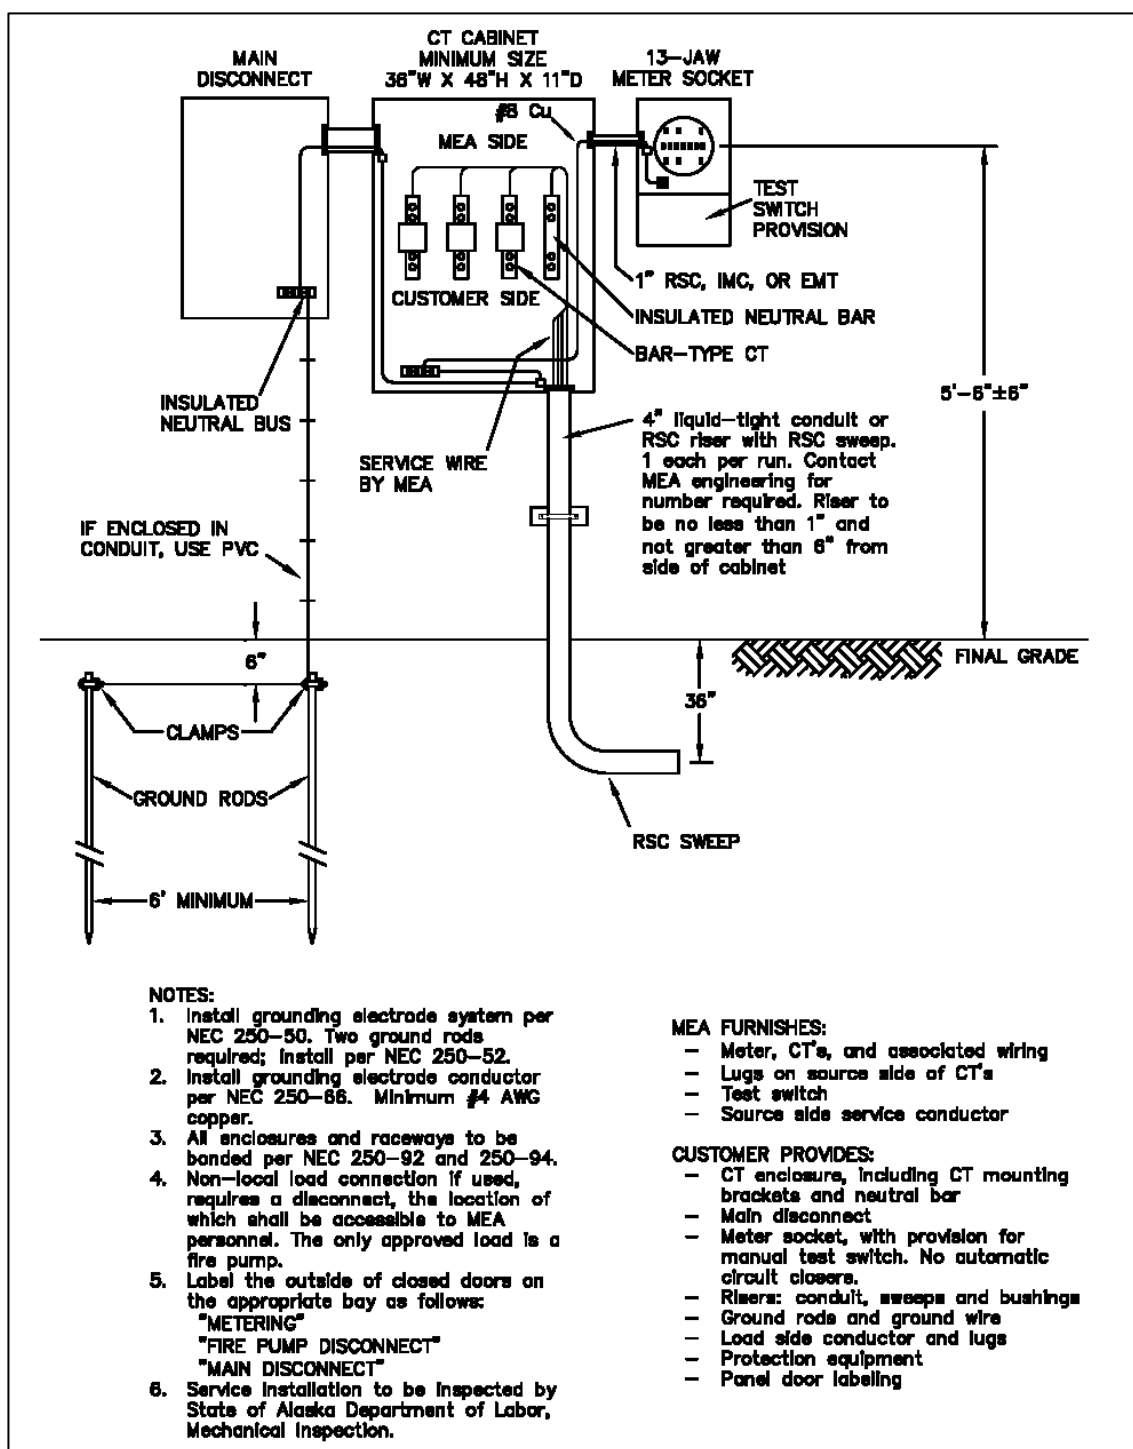 MAIN
DISCONNECT
CT CABINET
MINIMUM SIZE
36"W X 48"H X 11"D
13-JAW
METER SOCKET
#8 Cu
MEA SIDE
TEST
SWITCH
PROVISION
CUSTOMER SIDE
1" RSC, IMC, OR EMT
INSULATED NEUTRAL BAR
BAR-TYPE CT
5'-6"±6"
INSULATED
NEUTRAL BUS
SERVICE WIRE
BY MEA
4" liquid-tight conduit or
RSC riser with RSC sweep.
1 each per run. Contact
MEA engineering for
number required. Riser to
be no less than 1" and
not greater than 6" from
side of cabinet
IF ENCLOSED IN
CONDUIT, USE PVC
6"
FINAL GRADE
36"
CLAMPS
GROUND RODS
RSC SWEEP
6' MINIMUM
NOTES:
1. Install grounding electrode system per
NEC 250-50. Two ground rods
required; install per NEC 250-52.
2. Install grounding electrode conductor
per NEC 250-66. Minimum #4 AWG
copper.
3. All enclosures and raceways to be
bonded per NEC 250-92 and 250-94.
4. Non-local load connection if used,
requires a disconnect, the location of
which shall be accessible to MEA
personnel. The only approved load is a
fire pump.
5. Label the outside of closed doors on
the appropriate bay as follows:
"METERING"
"FIRE PUMP DISCONNECT"
"MAIN DISCONNECT"
6. Service installation to be inspected by
State of Alaska Department of Labor,
Mechanical Inspection.
MEA FURNISHES:
- Meter, CT's, and associated wiring
- Lugs on source side of CT's
- Test switch
- Source side service conductor
CUSTOMER PROVIDES:
- CT enclosure, including CT mounting
brackets and neutral bar
- Main disconnect
- Meter socket, with provision for
manual test switch. No automatic
circuit closers.
- Risers: conduit, sweeps and bushings
- Ground rods and ground wire
- Load side conductor and lugs
- Protection equipment
- Panel door labeling